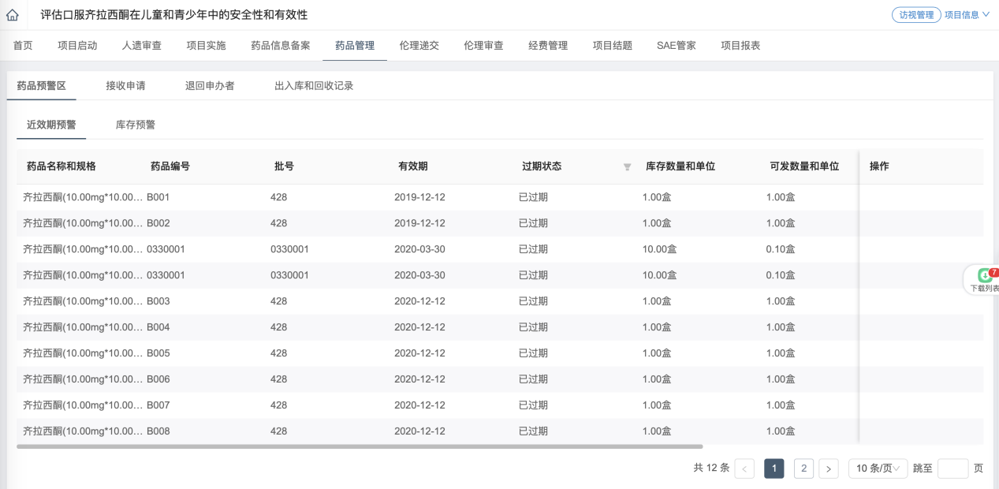 评估口服齐拉西酮在儿童和青少年中的安全性和有效性 访视管理 项目信息
首页 项目启动 人遗审查 项目实施 药品信息备案 药品管理 伦理递交 伦理审查 经费管理 项目结题 SAE管家 项目报表
药品预警区 接收申请 退回申办者 出入库和回收记录
近效期预警 库存预警
药品名称和规格 药品编号 批号 有效期 过期状态 库存数量和单位 可发数量和单位 操作
齐拉西酮(10.00mg*10.00... B001 428 2019-12-12 已过期 1.00盒 1.00盒
齐拉西酮(10.00mg*10.00... B002 428 2019-12-12 已过期 1.00盒 1.00盒
齐拉西酮(10.00mg*10.00... 0330001 0330001 2020-03-30 已过期 10.00盒 0.10盒
齐拉西酮(10.00mg*10.00... 0330001 0330001 2020-03-30 已过期 10.00盒 0.10盒
7
下载列表
齐拉西酮(10.00mg*10.00... B003 428 2020-12-12 已过期 1.00盒 1.00盒
齐拉西酮(10.00mg*10.00... B004 428 2020-12-12 已过期 1.00盒 1.00盒
齐拉西酮(10.00mg*10.00... B005 428 2020-12-12 已过期 1.00盒 1.00盒
齐拉西酮(10.00mg*10.00... B006 428 2020-12-12 已过期 1.00盒 1.00盒
齐拉西酮(10.00mg*10.00... B007 428 2020-12-12 已过期 1.00盒 1.00盒
齐拉西酮(10.00mg*10.00... B008 428 2020-12-12 已过期 1.00盒 1.00盒
共 12 条 < 1 2 > 10 条/页 跳至 页